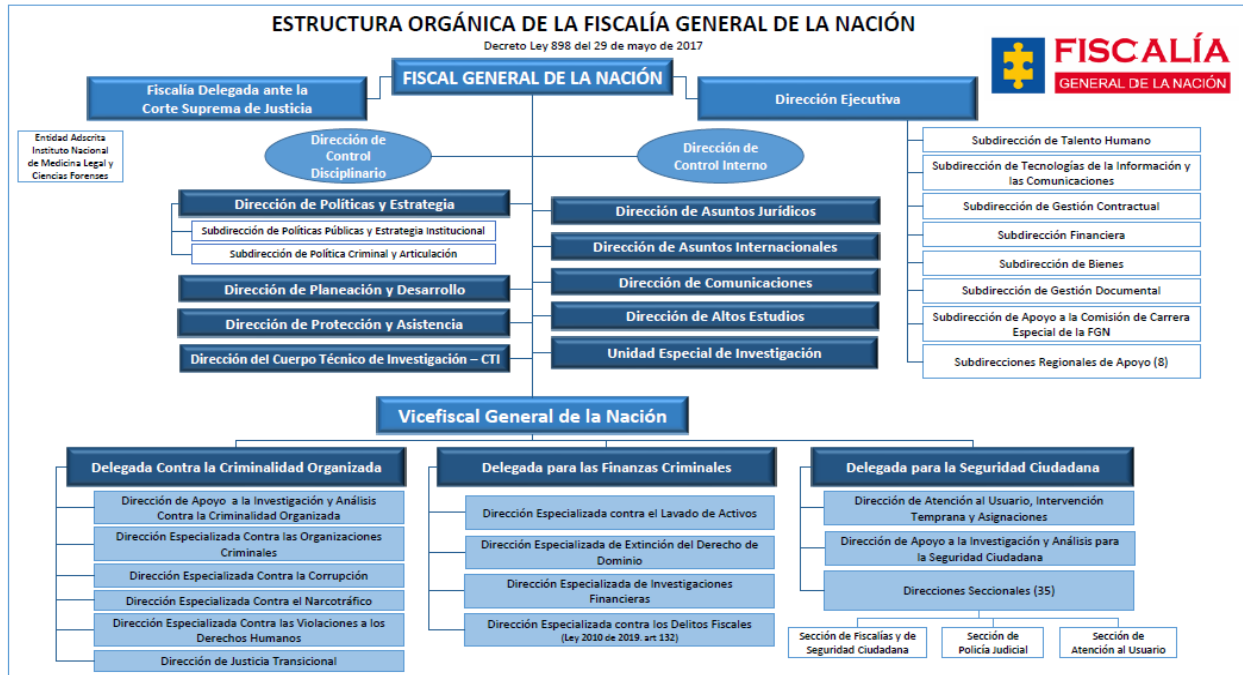 ESTRUCTURA ORGÁNICA DE LA FISCALÍA GENERAL DE LA NACIÓN
Decreto Ley 898 del 29 de mayo de 2017
FISCALÍA
GENERAL DE LA NACIÓN
FISCAL GENERAL DE LA NACIÓN
Fiscalía Delegada ante la
Corte Suprema de Justicia
Dirección Ejecutiva
Entidad Adscrita
Instituto Nacional
de Medicina Legal y
Ciencias Forenses
Dirección de
Control
Disciplinario
Dirección de
Control Interno
Subdirección de Talento Humano
Subdirección de Tecnologías de la Información y
las Comunicaciones
Subdirección de Gestión Contractual
Subdirección Financiera
Subdirección de Bienes
Subdirección de Gestión Documental
Subdirección de Apoyo a la Comisión de Carrera
Especial de la FGN
Subdirecciones Regionales de Apoyo (8)
Dirección de Políticas y Estrategia
Subdirección de Políticas Públicas y Estrategia Institucional
Subdirección de Política Criminal y Articulación
Dirección de Planeación y Desarrollo
Dirección de Protección y Asistencia
Dirección del Cuerpo Técnico de Investigación – CTI
Dirección de Asuntos Jurídicos
Dirección de Asuntos Internacionales
Dirección de Comunicaciones
Dirección de Altos Estudios
Unidad Especial de Investigación
Vicefiscal General de la Nación
Delegada Contra la Criminalidad Organizada
Dirección de Apoyo a la Investigación y Análisis
Contra la Criminalidad Organizada
Dirección Especializada Contra las Organizaciones
Criminales
Dirección Especializada Contra la Corrupción
Dirección Especializada Contra el Narcotráfico
Dirección Especializada Contra las Violaciones a los
Derechos Humanos
Dirección de Justicia Transicional
Delegada para las Finanzas Criminales
Dirección Especializada contra el Lavado de Activos
Dirección Especializada de Extinción del Derecho de
Dominio
Dirección Especializada de Investigaciones
Financieras
Dirección Especializada contra los Delitos Fiscales
(Ley 2010 de 2019. art 132)
Delegada para la Seguridad Ciudadana
Dirección de Atención al Usuario, Intervención
Temprana y Asignaciones
Dirección de Apoyo a la Investigación y Análisis para
la Seguridad Ciudadana
Direcciones Seccionales (35)
Sección de Fiscalías y de
Seguridad Ciudadana
Sección de
Policía Judicial
Sección de
Atención al Usuario